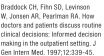 Braddock CH, Fihn SD, Levinson
W, Jonsen AR, Pearlman RA. How
doctors and patients discuss routine
clinical decisions: Informed decision
making in the outpatient setting. J
Gen Intern Med. 1997;12:339-45.